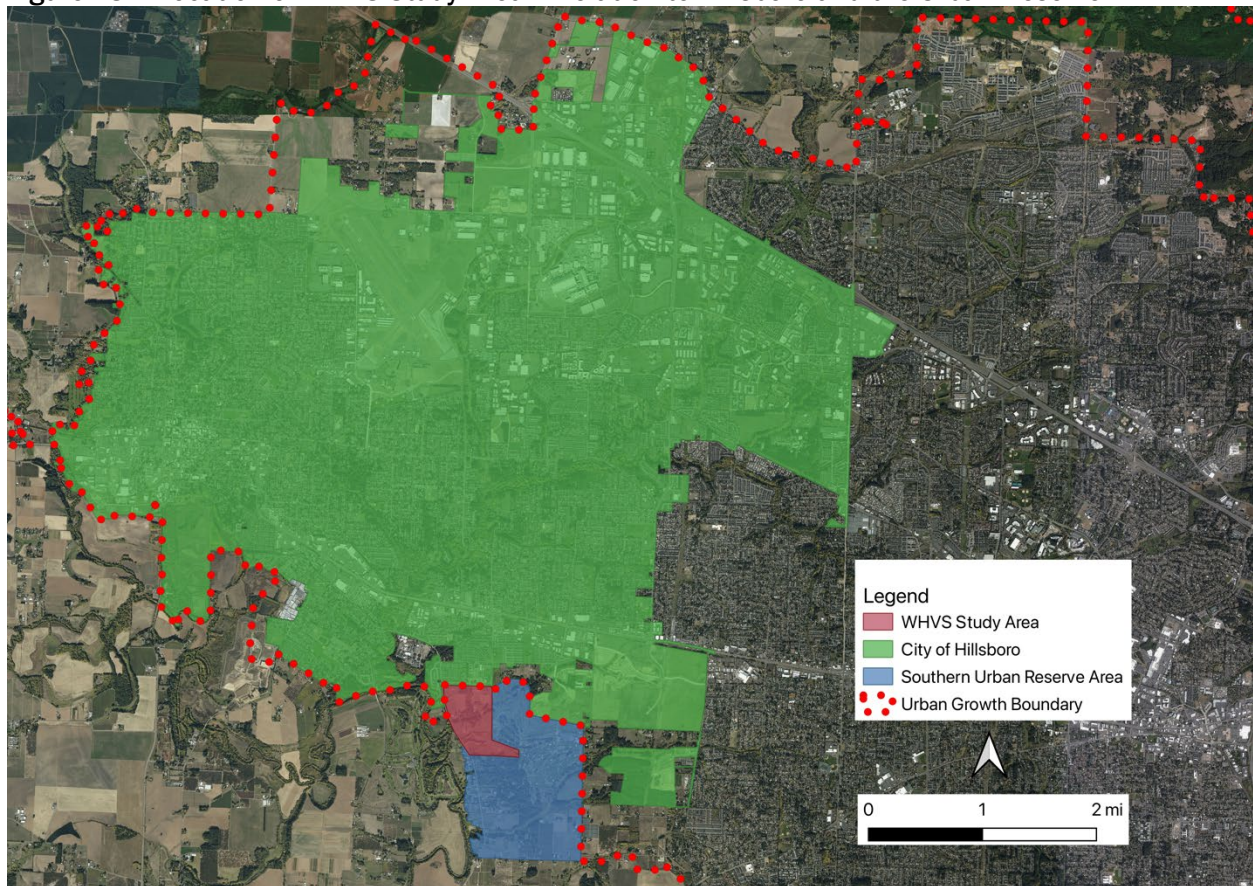 Legend
WHVS Study Area
City of Hillsboro
Southern Urban Reserve Area
Urban Growth Boundary
0 1 2 mi